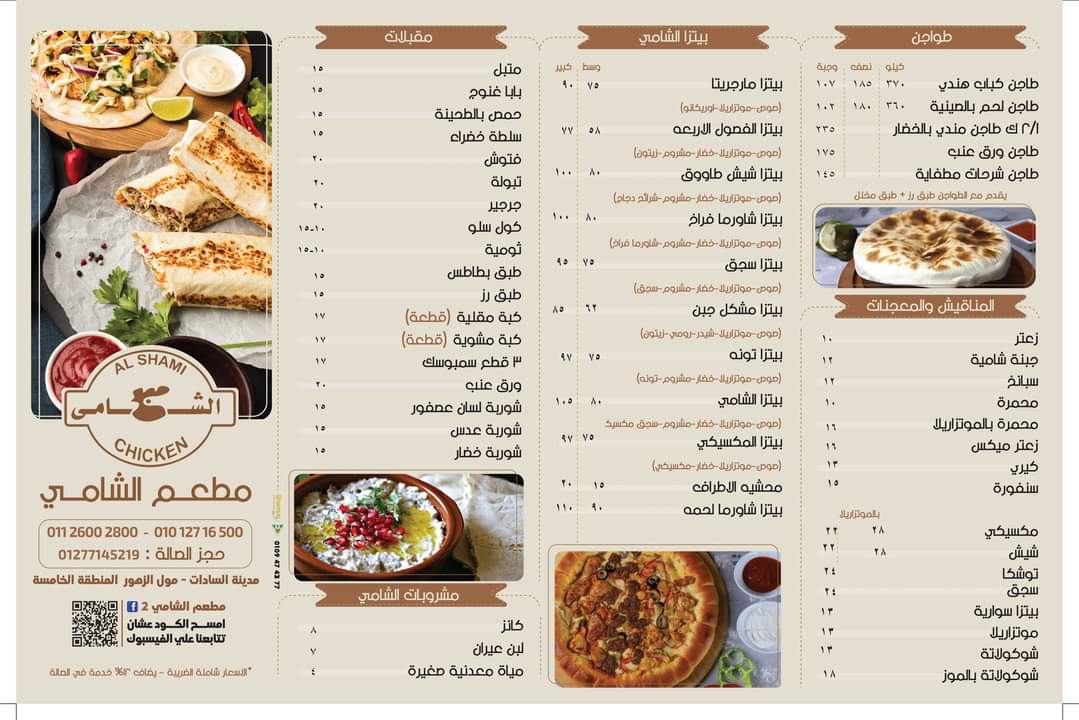 طواجن
كيلو نصف وجبة
طاجن كباب هندي ٣٧٠ ١٨٥ ١٠٧
طاجن لحم بالصينية ٣٦٠ ١٨٠ ١٠٢
١/٢ ك طاجن مندي بالخضار ٢٣٥
طاجن ورق عنب ١٧٥
طاجن شرحات مطفاية ١٤٥
يقدم مع الطواجن طبق رز + طبق مخلل
المناقيش والمعجنات
زعتر ١٠
جبنة شامية ١٢
سبانخ ١٢
محمرة ١٠
محمرة بالموتزاريلا ١٦
زعتر ميكس ١٦
كيري ١٣
سنفورة ١٥
بالموتزاريلا
مكسيكي ٢٨ ٢٢
شيش ٢٨ ٢٢
توشكا ٢٤
سجق ٢٤
بيتزا سوارية ١٣
موتزاريلا ١٣
شوكولاتة ١٣
شوكولاتة بالموز ١٨
بيتزا الشامي
وسط كبير
بيتزا مارجريتا ٧٥ ٩٠
(صوص-موتزاريلا-اوريكانو)
بيتزا الفصول الاربعه ٥٨ ٧٧
(صوص-موتزاريلا-خضار-مشروم-زيتون)
بيتزا شيش طاووق ٨٠ ١٠٠
(صوص-موتزاريلا-خضار-مشروم-شرائح دجاج)
بيتزا شاورما فراخ ٨٠ ١٠٠
(صوص-موتزاريلا-خضار-مشروم-شاورما فراخ)
بيتزا سجق ٧٥ ٩٥
(صوص-موتزاريلا-خضار-مشروم-سجق)
بيتزا مشكل جبن ٦٢ ٨٥
(صوص-موتزاريلا-شيدر-رومي-زيتون)
بيتزا تونه ٧٥ ٩٧
(صوص-موتزاريلا-خضار-مشروم-تونه)
بيتزا الشامي ٨٠ ١٠٥
(صوص-موتزاريلا-خضار-مشروم-سجق مكسيك
بيتزا المكسيكي ٧٥ ٩٧
(صوص-موتزاريلا-خضار-مكسيكي)
محشيه الاطراف ١٥ ٢٠
بيتزا شاورما لحمه ٩٠ ١١٠
مقبلات
متبل ١٥
بابا غنوج ١٥
حمص بالطحينة ١٥
سلطة خضراء ١٥
فتوش ٢٠
تبولة ٢٠
جرجير ٢٠
كول سلو ١٠-١٥
ثومية ١٠-١٥
طبق بطاطس ١٥
طبق رز ١٥
كبة مقلية (قطعة) ١٧
كبة مشوية (قطعة) ١٧
٣ قطع سمبوسك ١٧
ورق عنب ٢٠
شوربة لسان عصفور ١٥
شوربة عدس ١٥
شوربة خضار ١٥
مشروبات الشامي
كانز ٨
لبن عيران ٧
مياة معدنية صغيرة ٤
0109 47 43 77
AL SHAMI
الشامى
CHICKEN
مطعم الشامي
011 2600 2800 - 010 127 16 500
حجز الصالة : 01277145219
مدينة السادات - مول الزمور المنطقة الخامسة
مطعم الشامي 2
امسح الكود عشان
تتابعنا علي الفيسبوك
*الاسعار شاملة الضريبة - يضاف ١٢% خدمة في الصالة